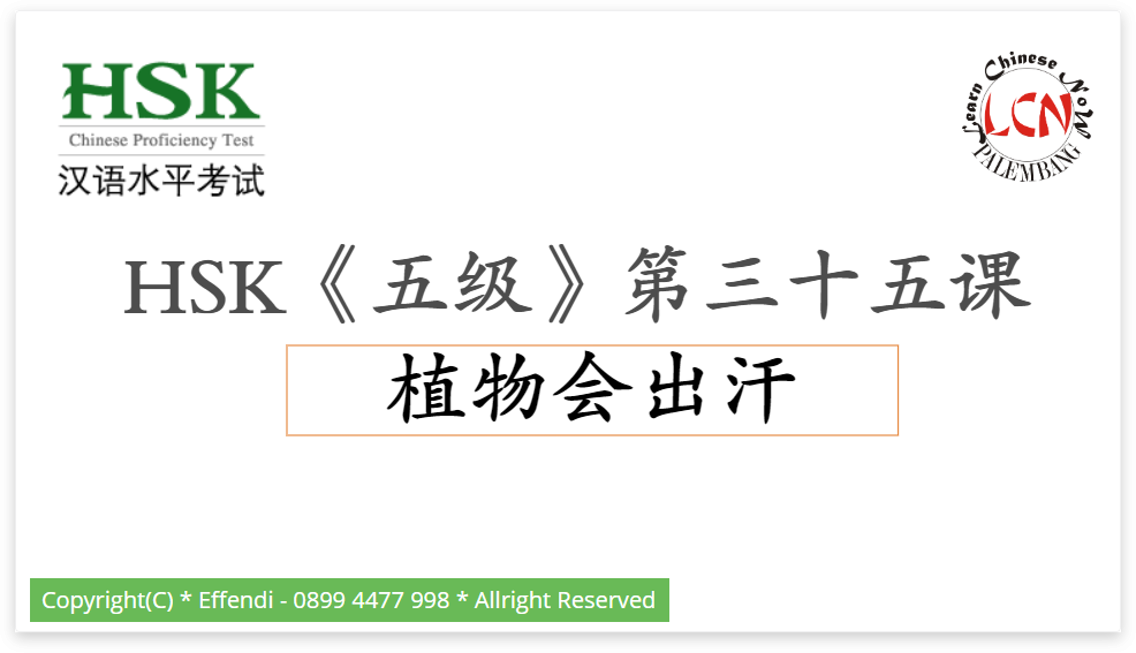 HSK
Chinese Proficiency Test
汉语水平考试
Learn Chinese Now
LCN
PALEMBANG
HSK《五级》第三十五课
植物会出汗
Copyright(C) * Effendi - 0899 4477 998 * Allright Reserved